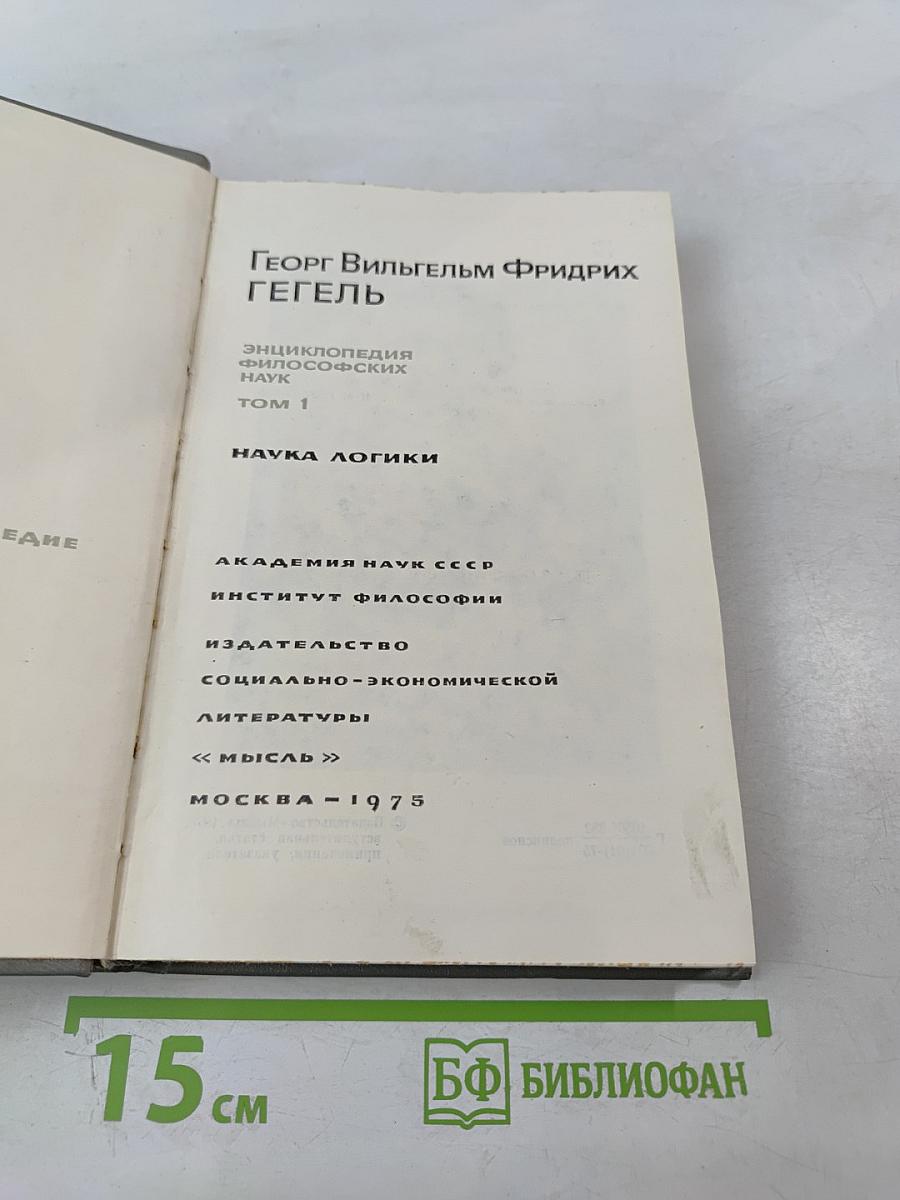 ЕДИЕ
ГЕОРГ ВИЛЬГЕЛЬМ ФРИДРИХ
ГЕГЕЛЬ
ЭНЦИКЛОПЕДИЯ
ФИЛОСОФСКИХ
НАУК
ТОМ 1
НАУКА ЛОГИКИ
АКАДЕМИЯ НАУК СССР
ИНСТИТУТ ФИЛОСОФИИ
ИЗДАТЕЛЬСТВО
СОЦИАЛЬНО-ЭКОНОМИЧЕСКОЙ
ЛИТЕРАТУРЫ
« МЫСЛЬ »
МОСКВА – 1975
15 см
БФ БИБЛИОФАН